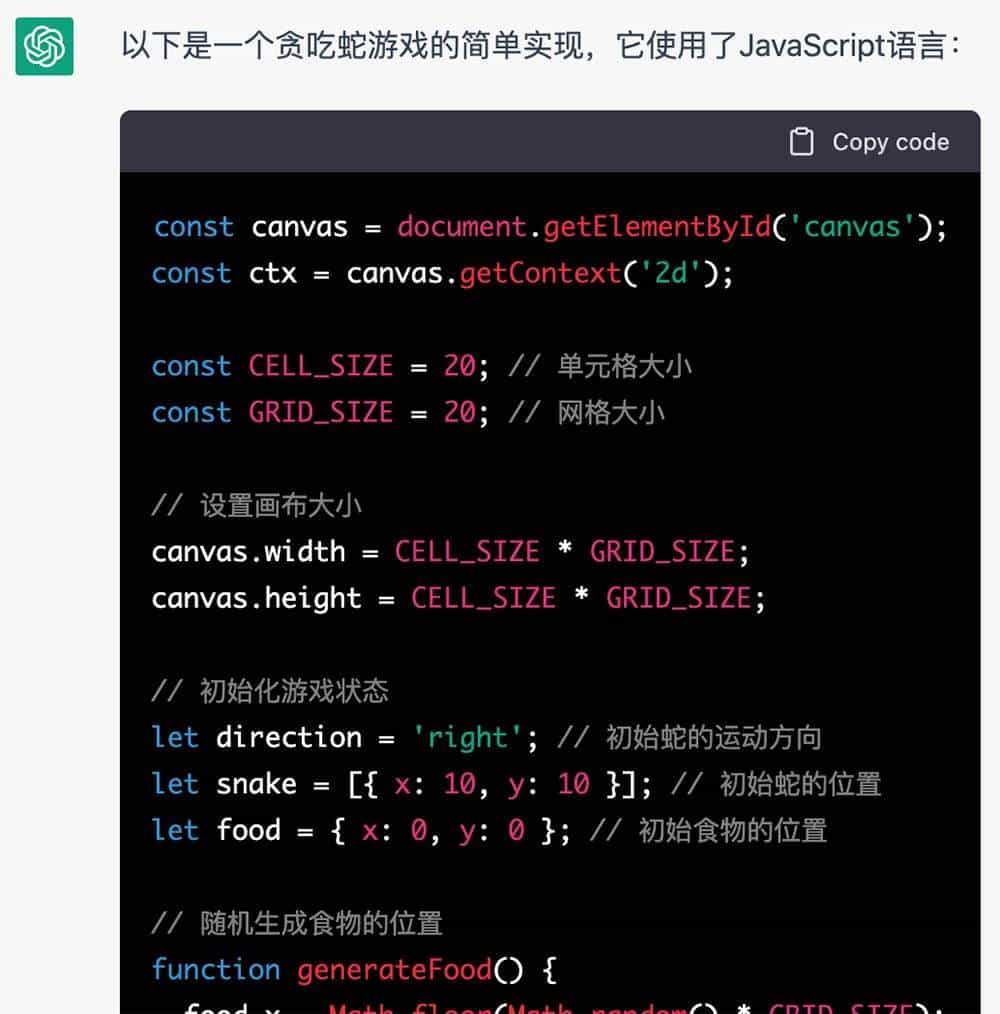 以下是一个贪吃蛇游戏的简单实现，它使用了JavaScript语言：
Copy code
const canvas = document.getElementById('canvas');
const ctx = canvas.getContext('2d');
const CELL_SIZE = 20; // 单元格大小
const GRID_SIZE = 20; // 网格大小
// 设置画布大小
canvas.width = CELL_SIZE * GRID_SIZE;
canvas.height = CELL_SIZE * GRID_SIZE;
// 初始化游戏状态
let direction = 'right'; // 初始蛇的运动方向
let snake = [{ x: 10, y: 10 }]; // 初始蛇的位置
let food = { x: 0, y: 0 }; // 初始食物的位置
// 随机生成食物的位置
function generateFood() {
food.x = Math.floor(Math.random() * GRID_SIZE);